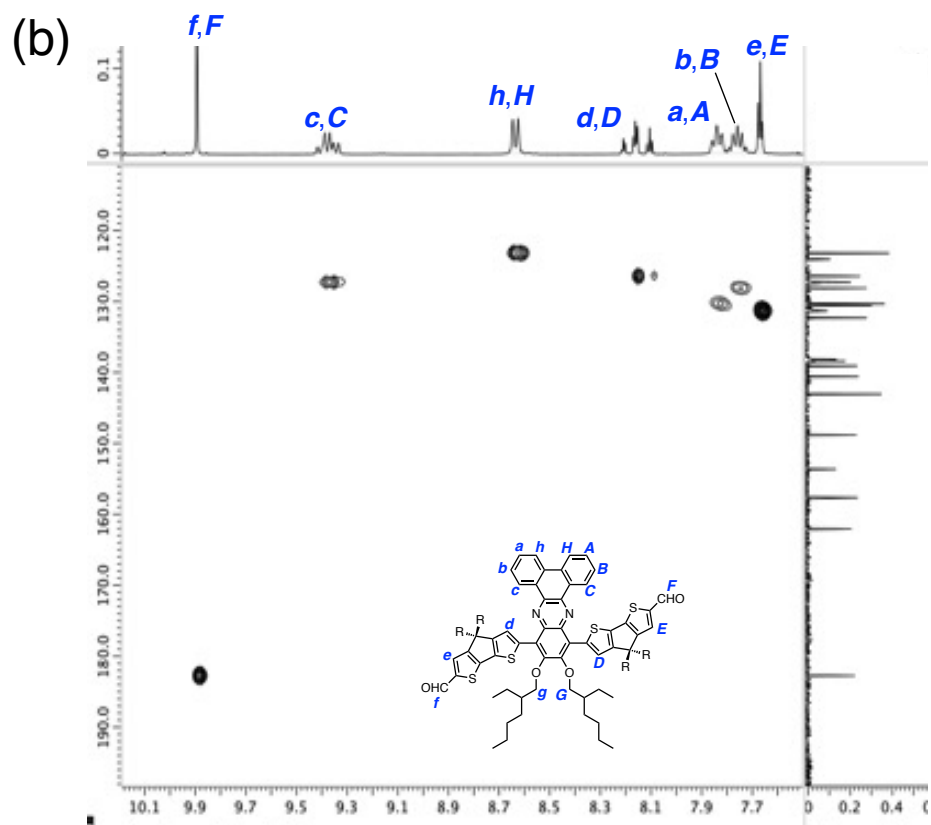 (b)
f,F
c,C
h,H
d,D
a,A
b,B
e,E
0.1
0
120.0
130.0
140.0
150.0
160.0
170.0
180.0
190.0
10.1 9.9 9.7 9.5 9.3 9.1 8.9 8.7 8.5 8.3 8.1 7.9 7.7
0 0.2 0.4
a h H A
b B
c C
N N
R R
d
S S
F
CHO
E
e
S
S
D
R R
OHC
S
f
O O
g G